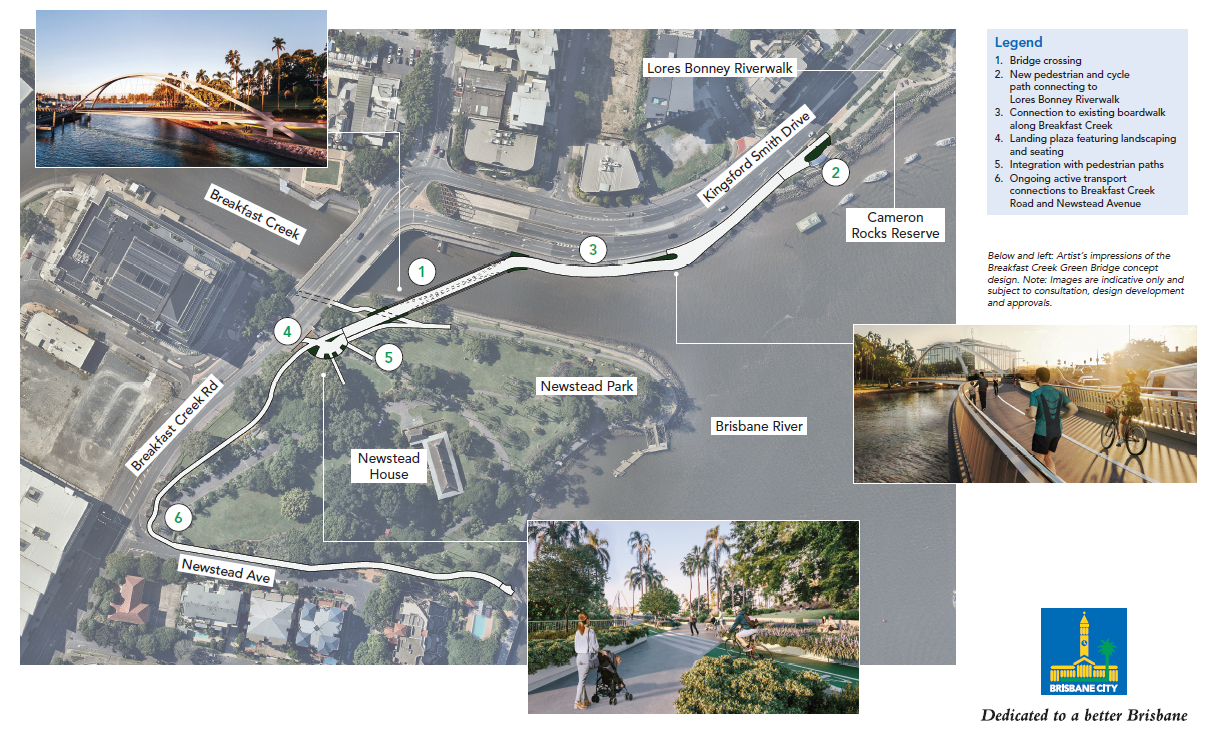 Lores Bonney Riverwalk
Kingsford Smith Drive
Breakfast Creek
2
Cameron
Rocks Reserve
3
1
4
5
Newstead Park
Breakfast Creek Rd
Brisbane River
Newstead
House
6
Newstead Ave
Legend
1. Bridge crossing
2. New pedestrian and cycle
path connecting to
Lores Bonney Riverwalk
3. Connection to existing boardwalk
along Breakfast Creek
4. Landing plaza featuring landscaping
and seating
5. Integration with pedestrian paths
6. Ongoing active transport
connections to Breakfast Creek
Road and Newstead Avenue
Below and left: Artist's impressions of the
Breakfast Creek Green Bridge concept
design. Note: Images are indicative only and
subject to consultation, design development
and approvals.
BRISBANE CITY
Dedicated to a better Brisbane